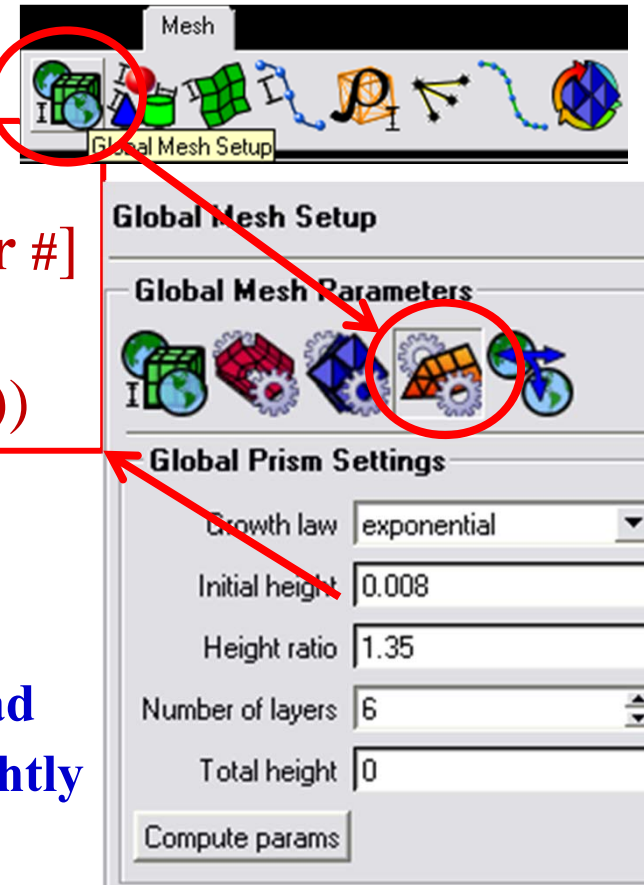 Mesh
Global Mesh Setup
Global Mesh Setup
r #]
Global Mesh Parameters
))
Global Prism Settings
Growth law exponential
Initial height 0.008
Height ratio 1.35
Number of layers 6
htly
Total height 0
Compute params